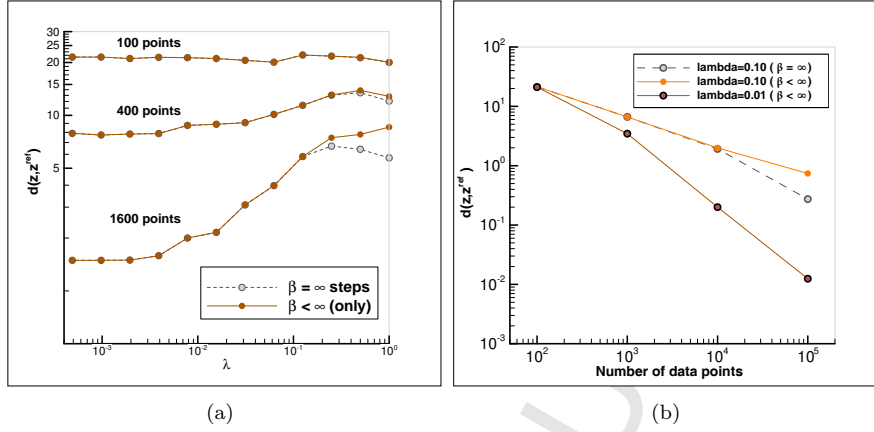 30
25
20
15
10
5
d(z,z^ref)
100 points
400 points
1600 points
β = ∞ steps
β < ∞ (only)
10^-3
10^-2
10^-1
10^0
λ
(a)
10^2
10^1
10^0
10^-1
10^-2
10^-3
d(z,z^ref)
lambda=0.10 ( β = ∞)
lambda=0.10 ( β < ∞)
lambda=0.01 ( β < ∞)
10^2
10^3
10^4
10^5
Number of data points
(b)